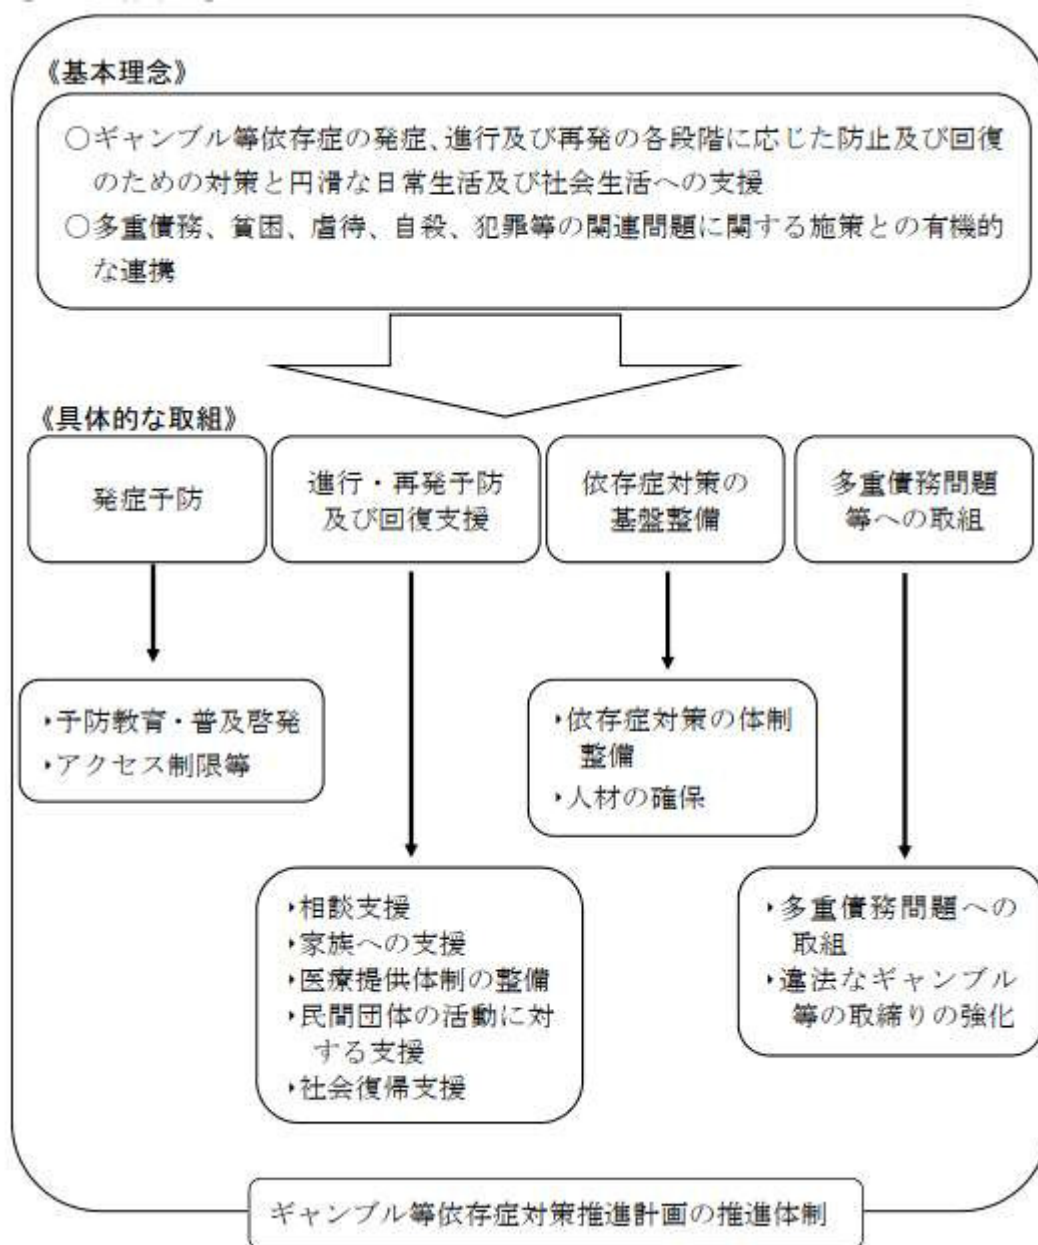 《基本理念》
○ギャンブル等依存症の発症、進行及び再発の各段階に応じた防止及び回復
のための対策と円滑な日常生活及び社会生活への支援
○多重債務、貧困、虐待、自殺、犯罪等の関連問題に関する施策との有機的
な連携
《具体的な取組》
発症予防
進行・再発予防
及び回復支援
依存症対策の
基盤整備
多重債務問題
等への取組
‣予防教育・普及啓発
‣アクセス制限等
‣依存症対策の体制
整備
‣人材の確保
‣相談支援
‣家族への支援
‣医療提供体制の整備
‣民間団体の活動に対
する支援
‣社会復帰支援
‣多重債務問題への
取組
‣違法なギャンブル
等の取締りの強化
ギャンブル等依存症対策推進計画の推進体制